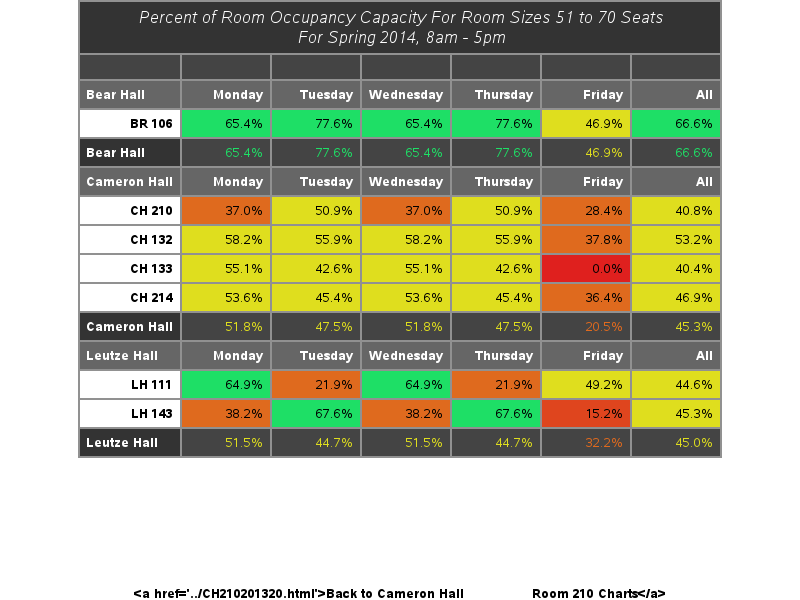 Percent of Room Occupancy Capacity For Room Sizes 51 to 70 Seats
For Spring 2014, 8am - 5pm
Bear Hall Monday Tuesday Wednesday Thursday Friday All
BR 106 65.4% 77.6% 65.4% 77.6% 46.9% 66.6%
Bear Hall 65.4% 77.6% 65.4% 77.6% 46.9% 66.6%
Cameron Hall Monday Tuesday Wednesday Thursday Friday All
CH 210 37.0% 50.9% 37.0% 50.9% 28.4% 40.8%
CH 132 58.2% 55.9% 58.2% 55.9% 37.8% 53.2%
CH 133 55.1% 42.6% 55.1% 42.6% 0.0% 40.4%
CH 214 53.6% 45.4% 53.6% 45.4% 36.4% 46.9%
Cameron Hall 51.8% 47.5% 51.8% 47.5% 20.5% 45.3%
Leutze Hall Monday Tuesday Wednesday Thursday Friday All
LH 111 64.9% 21.9% 64.9% 21.9% 49.2% 44.6%
LH 143 38.2% 67.6% 38.2% 67.6% 15.2% 45.3%
Leutze Hall 51.5% 44.7% 51.5% 44.7% 32.2% 45.0%
<a href='../CH210201320.html'>Back to Cameron Hall Room 210 Charts</a>